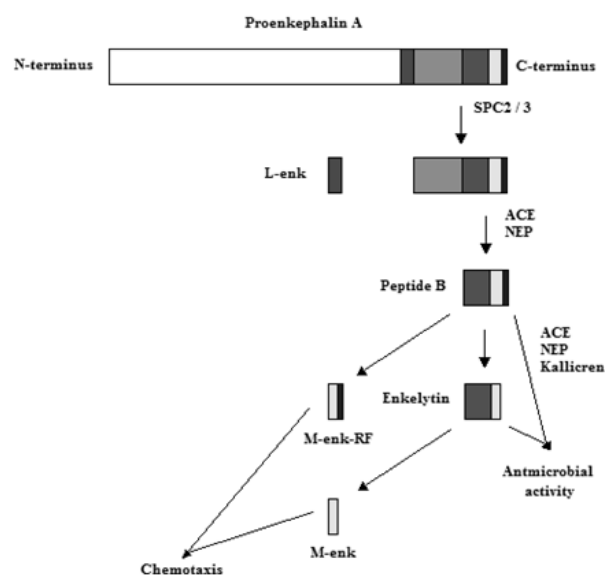 Proenkephalin A
N-terminus
C-terminus
SPC2 / 3
L-enk
ACE
NEP
Peptide B
ACE
NEP
Kallicren
Enkelytin
M-enk-RF
Antmicrobial
activity
M-enk
Chemotaxis